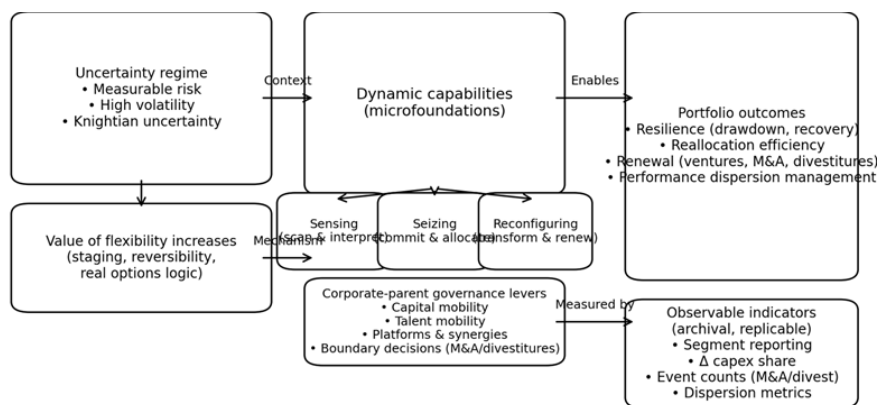 Uncertainty regime
• Measurable risk
• High volatility
• Knightian uncertainty
Context
Dynamic capabilities
(microfoundations)
Enables
Portfolio outcomes
• Resilience (drawdown, recovery)
• Reallocation efficiency
• Renewal (ventures, M&A, divestitures)
• Performance dispersion management
Value of flexibility increases
(staging, reversibility,
real options logic)
Mechanism
Sensing
(scan & interpret)
Seizing
(commit & allocate)
Reconfiguring
(transform & renew)
Corporate-parent governance levers
• Capital mobility
• Talent mobility
• Platforms & synergies
• Boundary decisions (M&A/divestitures)
Measured by
Observable indicators
(archival, replicable)
• Segment reporting
• Δ capex share
• Event counts (M&A/divest)
• Dispersion metrics